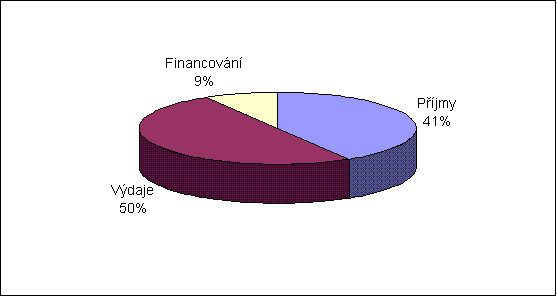 Financování
9%
Příjmy
41%
Výdaje
50%